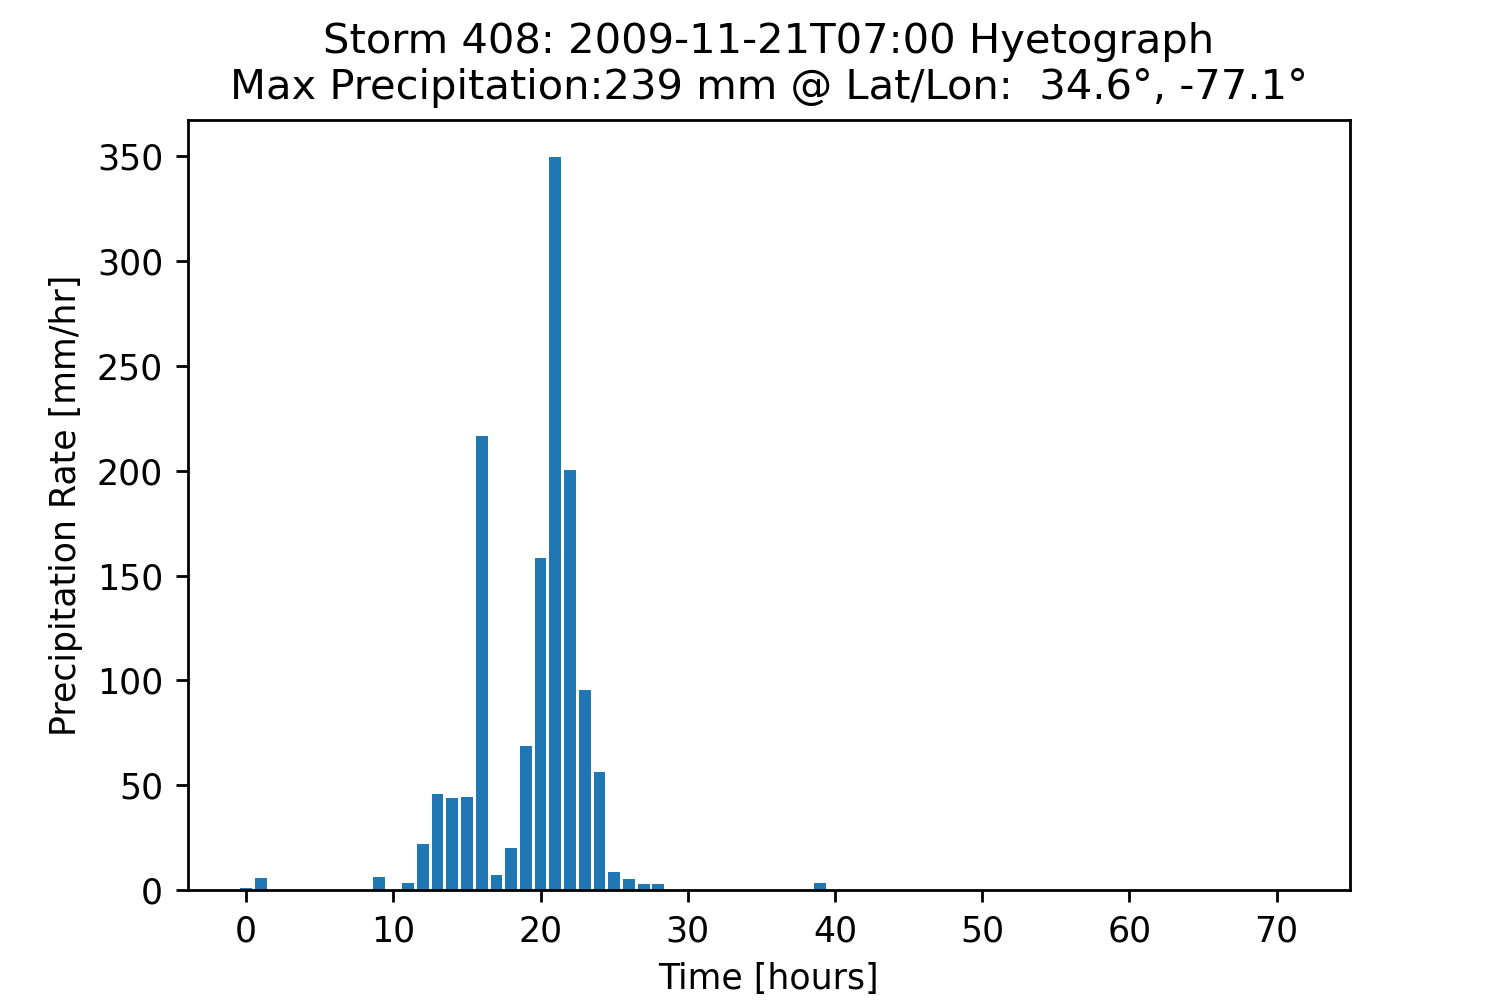 Storm 408: 2009-11-21T07:00 Hyetograph
Max Precipitation:239 mm @ Lat/Lon:  34.6°, -77.1°
Precipitation Rate [mm/hr]
350
300
250
200
150
100
50
0
0 10 20 30 40 50 60 70
Time [hours]